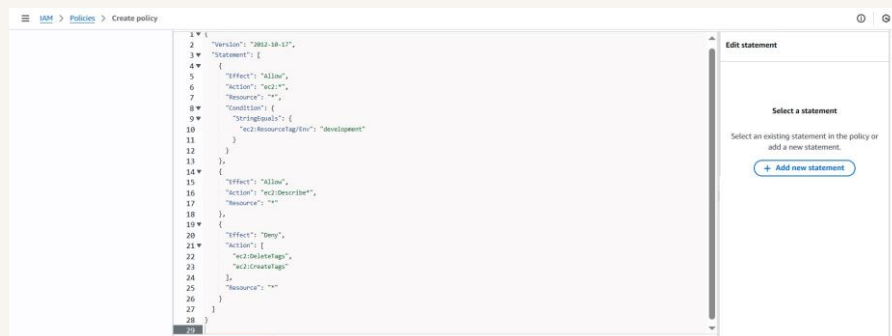 IAM > Policies > Create policy
1 {
2 "Version": "2012-10-17",
3 "Statement": [
4 {
5 "Effect": "Allow",
6 "Action": "ec2:*",
7 "Resource": "*",
8 "Condition": {
9 "StringEquals": {
10 "ec2:ResourceTag/Env": "development"
11 }
12 }
13 },
14 {
15 "Effect": "Allow",
16 "Action": "ec2:Describe*",
17 "Resource": "*"
18 },
19 {
20 "Effect": "Deny",
21 "Action": [
22 "ec2:DeleteTags",
23 "ec2:CreateTags"
24 ],
25 "Resource": "*"
26 }
27 ]
28 }
29
Edit statement
Select a statement
Select an existing statement in the policy or
add a new statement.
+ Add new statement